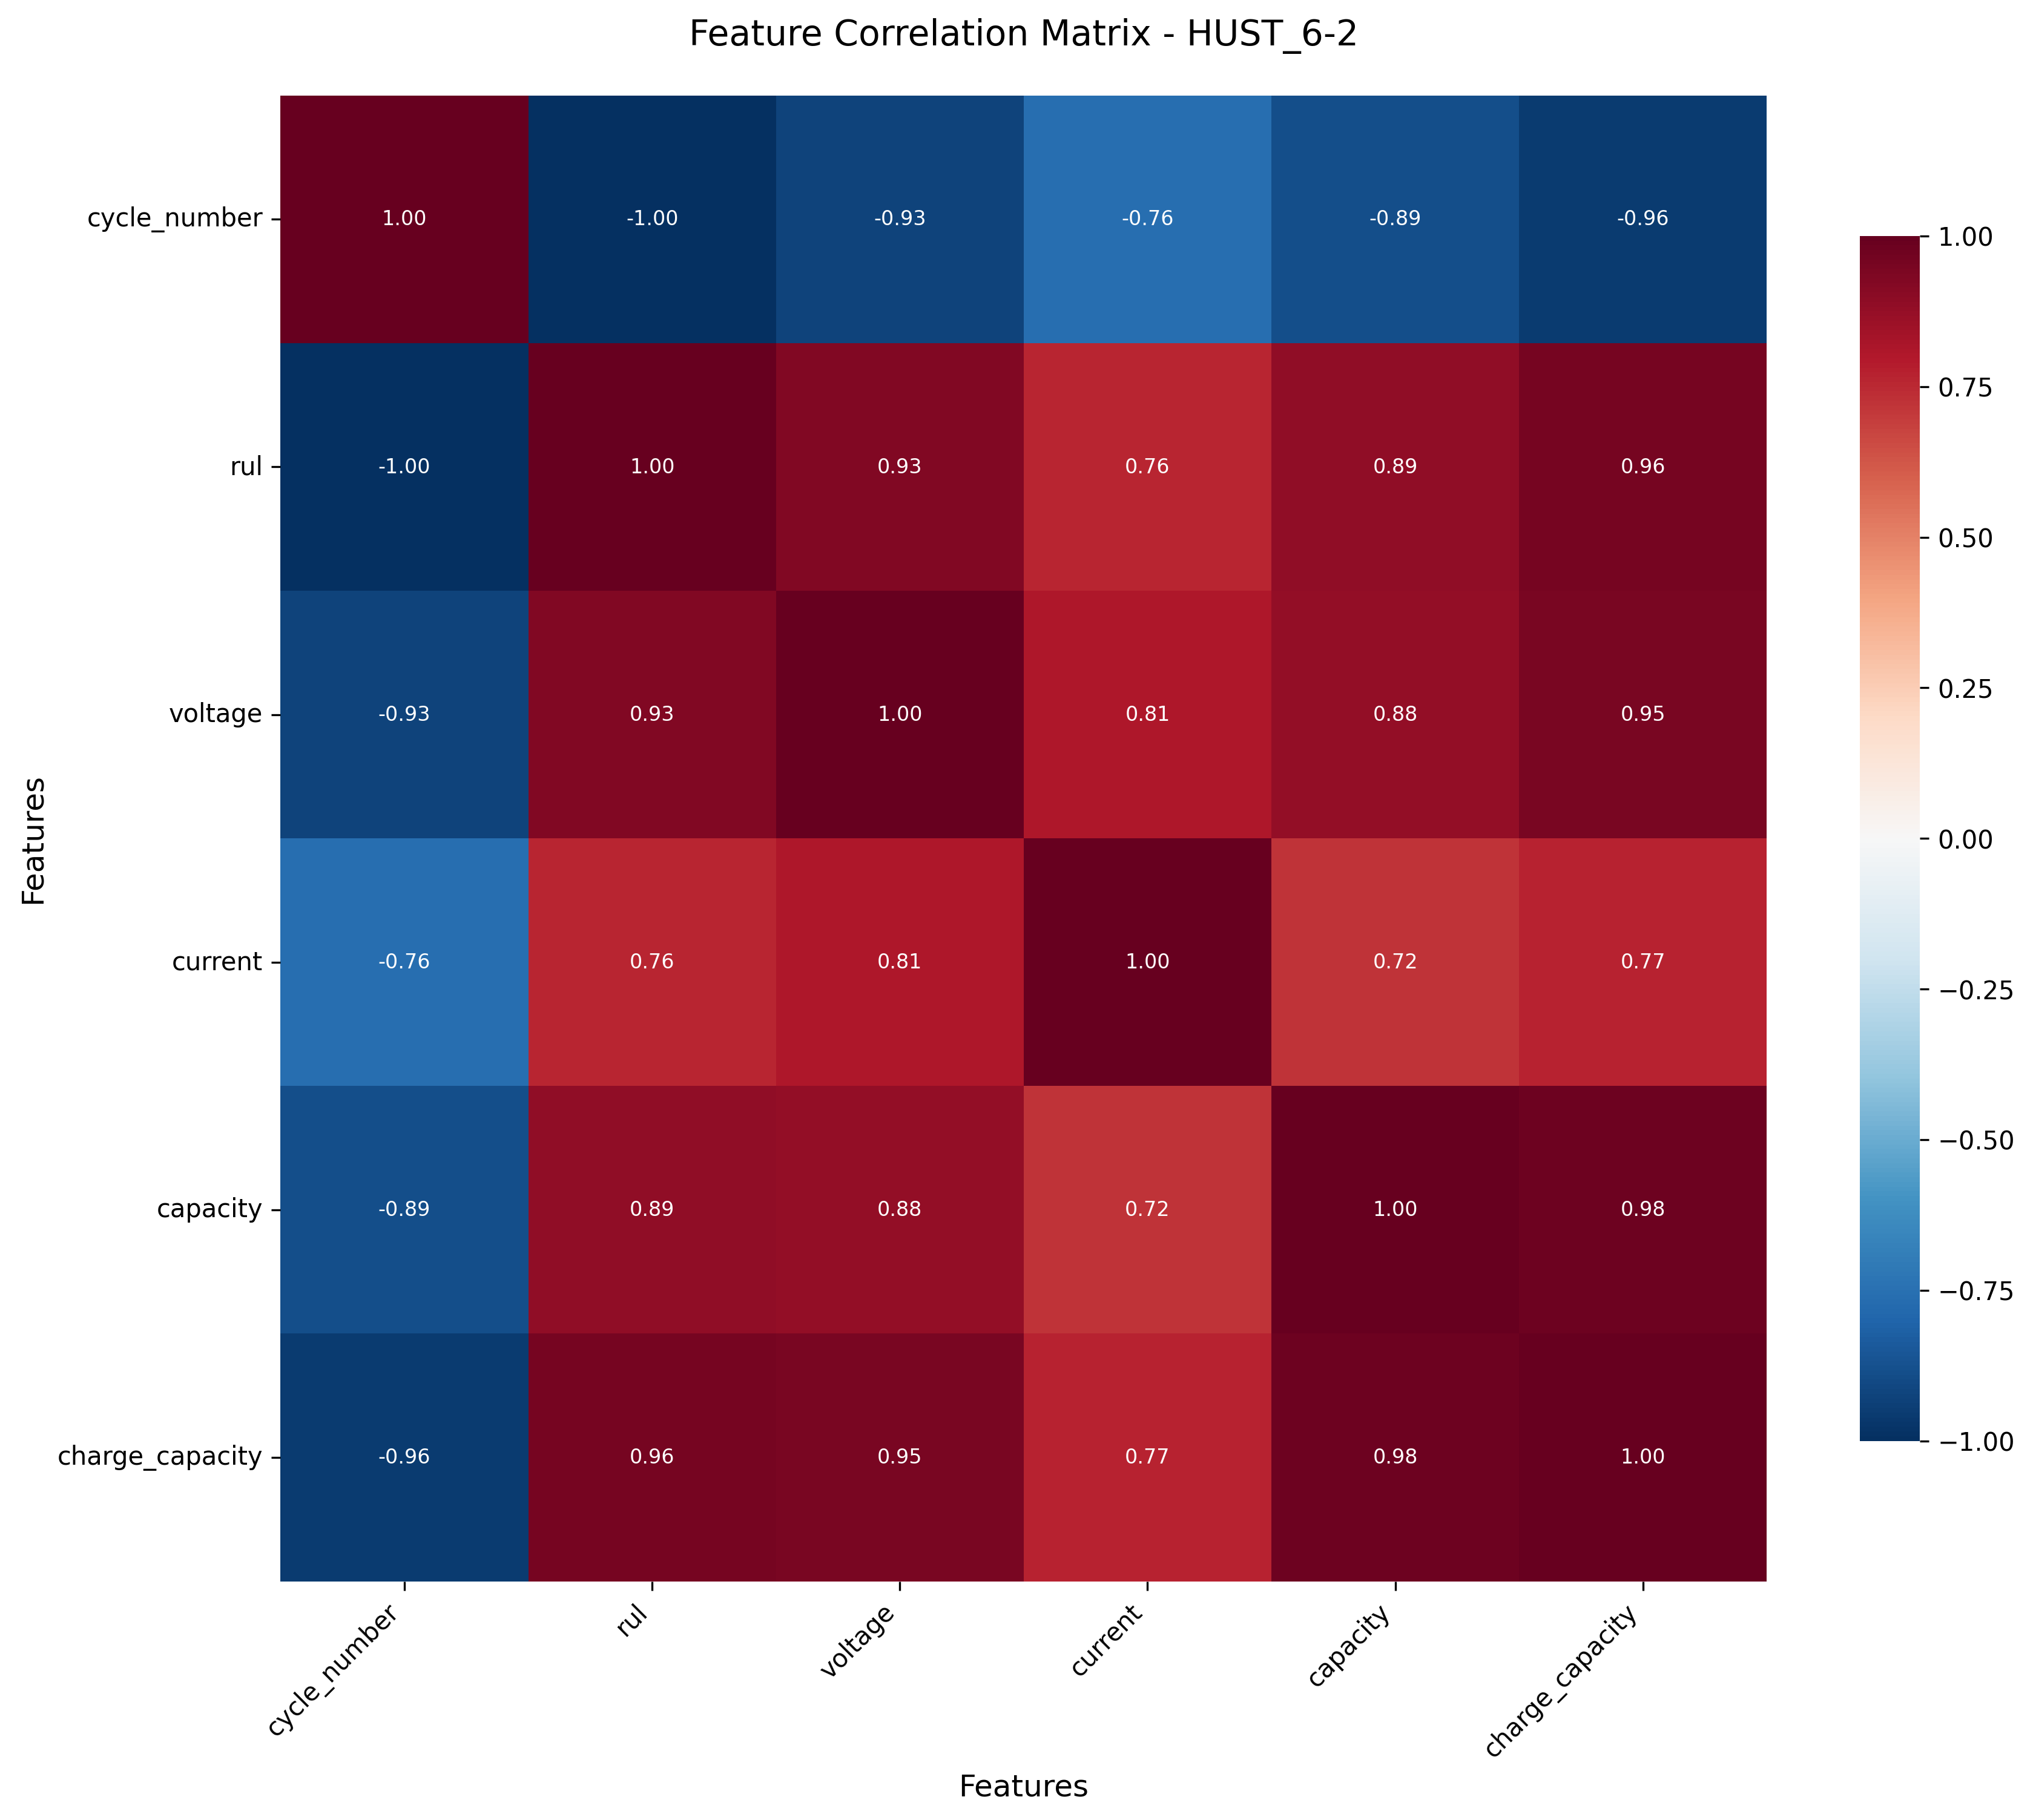 Feature Correlation Matrix - HUST_6-2
cycle_number 1.00 -1.00 -0.93 -0.76 -0.89 -0.96
rul -1.00 1.00 0.93 0.76 0.89 0.96
voltage -0.93 0.93 1.00 0.81 0.88 0.95
current -0.76 0.76 0.81 1.00 0.72 0.77
capacity -0.89 0.89 0.88 0.72 1.00 0.98
charge_capacity -0.96 0.96 0.95 0.77 0.98 1.00
Features
cycle_number rul voltage current capacity charge_capacity
Features
1.00
0.75
0.50
0.25
0.00
−0.25
−0.50
−0.75
−1.00